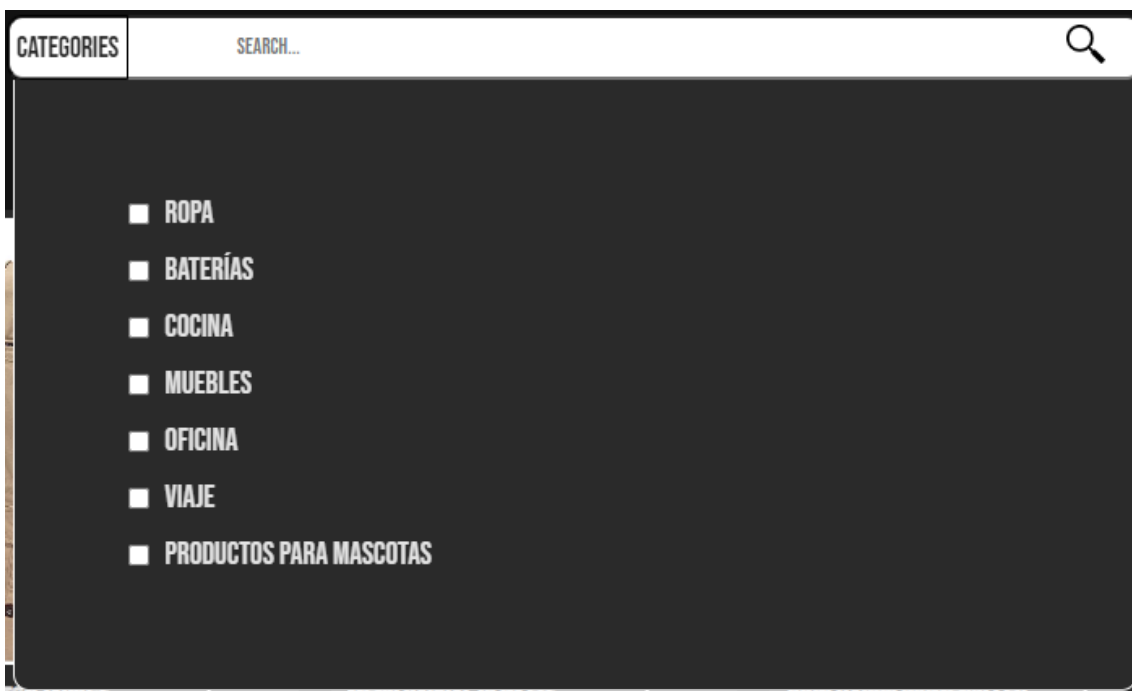 CATEGORIES
SEARCH...
ROPA
BATERÍAS
COCINA
MUEBLES
OFICINA
VIAJE
PRODUCTOS PARA MASCOTAS